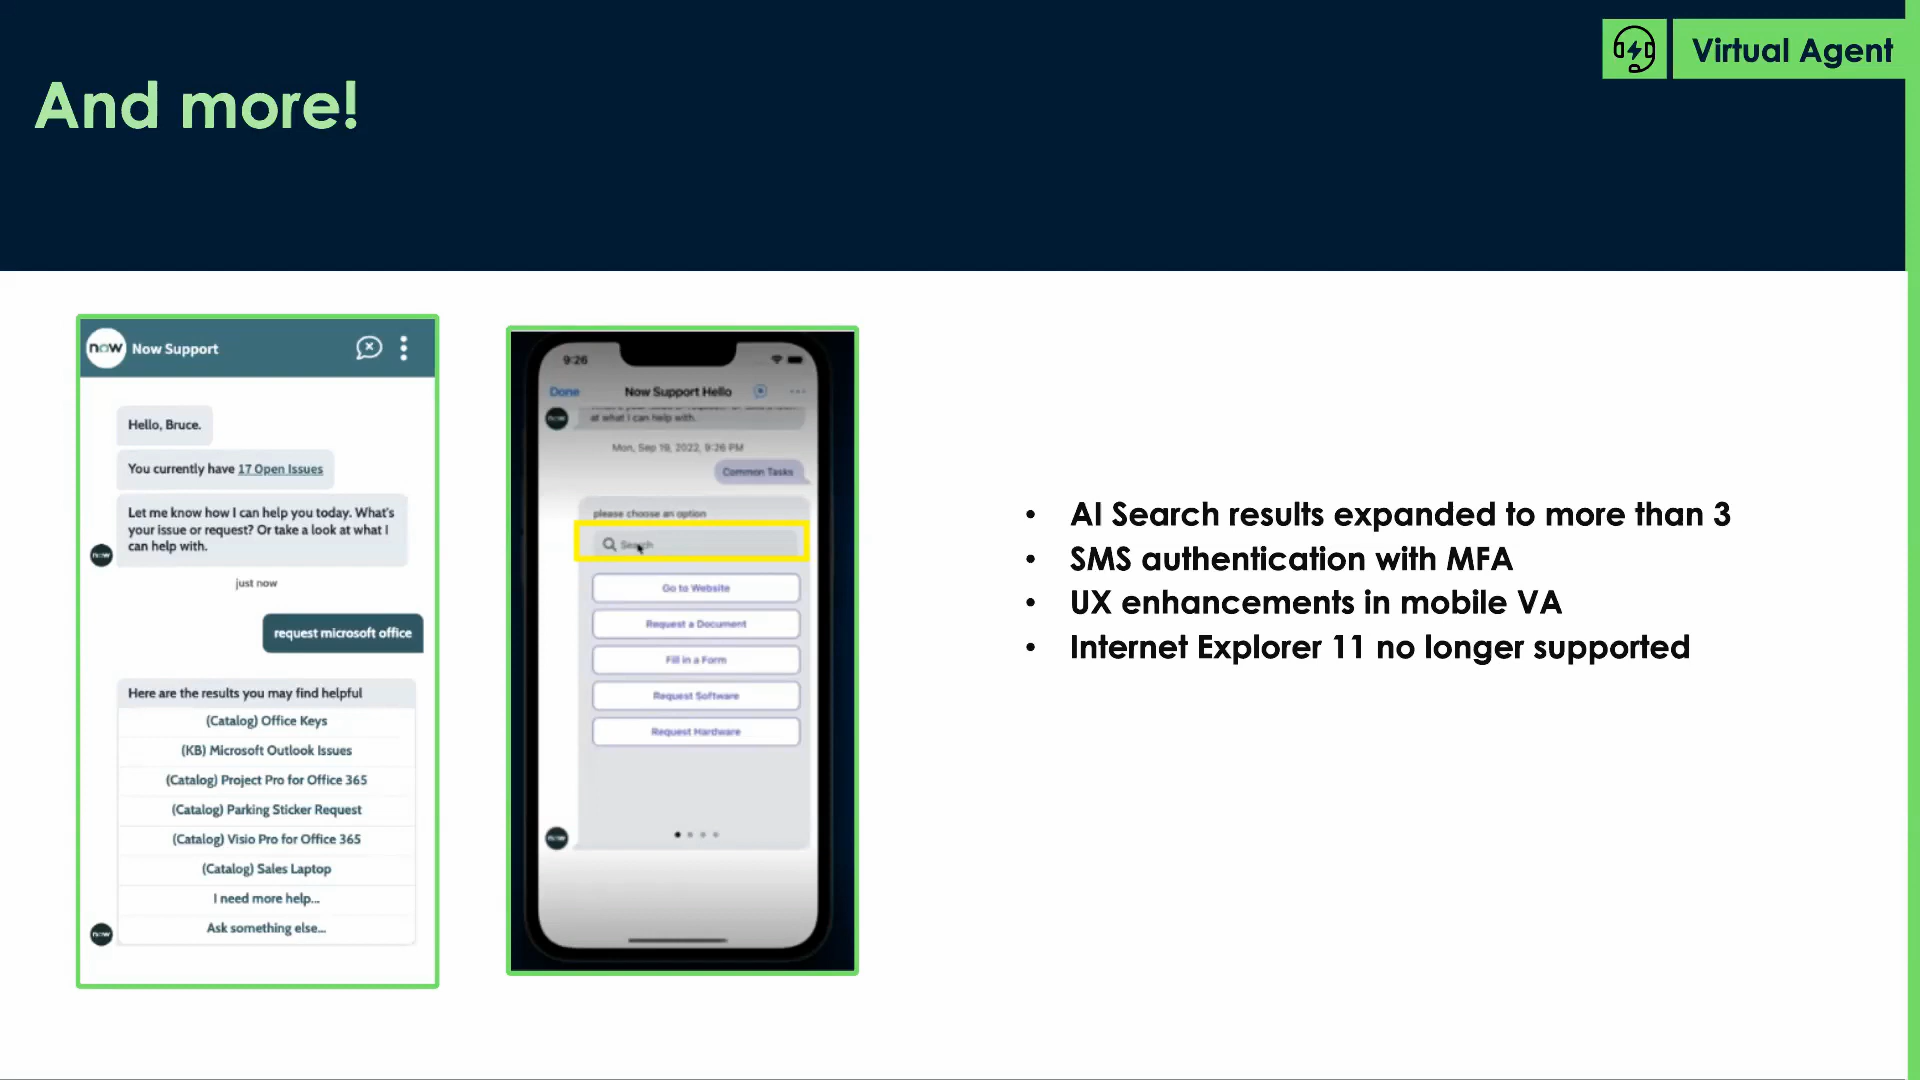 Virtual Agent
And more!
now Now Support
Hello, Bruce.
You currently have 17 Open Issues
Let me know how I can help you today. What's
your issue or request? Or take a look at what I
can help with.
now
just now
request microsoft office
Here are the results you may find helpful
(Catalog) Office Keys
(KB) Microsoft Outlook Issues
(Catalog) Project Pro for Office 365
(Catalog) Parking Sticker Request
(Catalog) Visio Pro for Office 365
(Catalog) Sales Laptop
I need more help...
Ask something else...
now
9:26
Done Now Support Hello
at what I can help with.
now
Mon, Sep 19, 2022, 9:26 PM
Common Tasks
please choose an option
Search
Go to Website
Request a Document
Fill in a Form
Request Software
Request Hardware
now
• AI Search results expanded to more than 3
• SMS authentication with MFA
• UX enhancements in mobile VA
• Internet Explorer 11 no longer supported